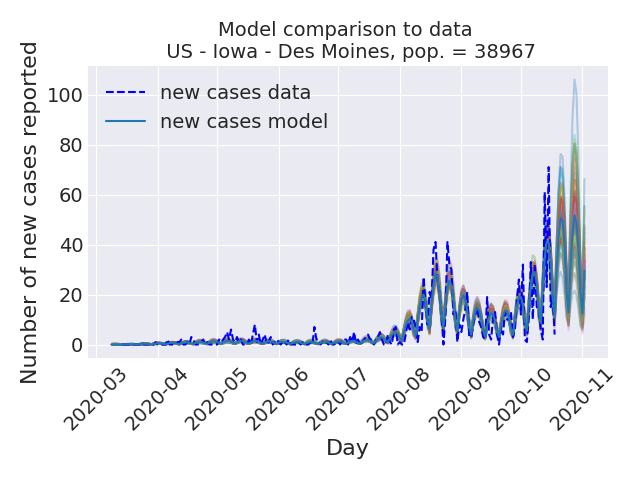 Model comparison to data
US - Iowa - Des Moines, pop. = 38967
Number of new cases reported
100
80
60
40
20
0
new cases data
new cases model
2020-03
2020-04
2020-05
2020-06
2020-07
2020-08
2020-09
2020-10
2020-11
Day